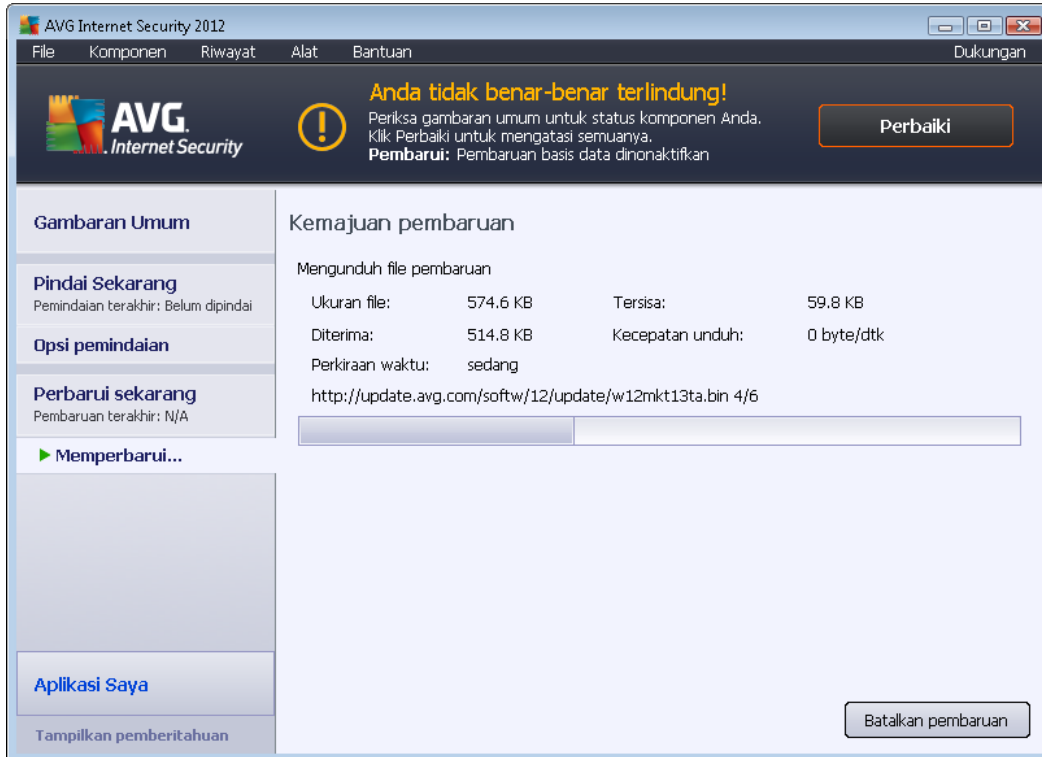 AVG Internet Security 2012
File Komponen Riwayat Alat Bantuan Dukungan
AVG.
Internet Security
Anda tidak benar-benar terlindung!
Periksa gambaran umum untuk status komponen Anda.
Klik Perbaiki untuk mengatasi semuanya.
Pembarui: Pembaruan basis data dinonaktifkan
Perbaiki
Gambaran Umum
Pindai Sekarang
Pemindaian terakhir: Belum dipindai
Opsi pemindaian
Perbarui sekarang
Pembaruan terakhir: N/A
Memperbarui...
Aplikasi Saya
Tampilkan pemberitahuan
Kemajuan pembaruan
Mengunduh file pembaruan
Ukuran file: 574.6 KB Tersisa: 59.8 KB
Diterima: 514.8 KB Kecepatan unduh: 0 byte/dtk
Perkiraan waktu: sedang
http://update.avg.com/softw/12/update/w12mkt13ta.bin 4/6
Batalkan pembaruan